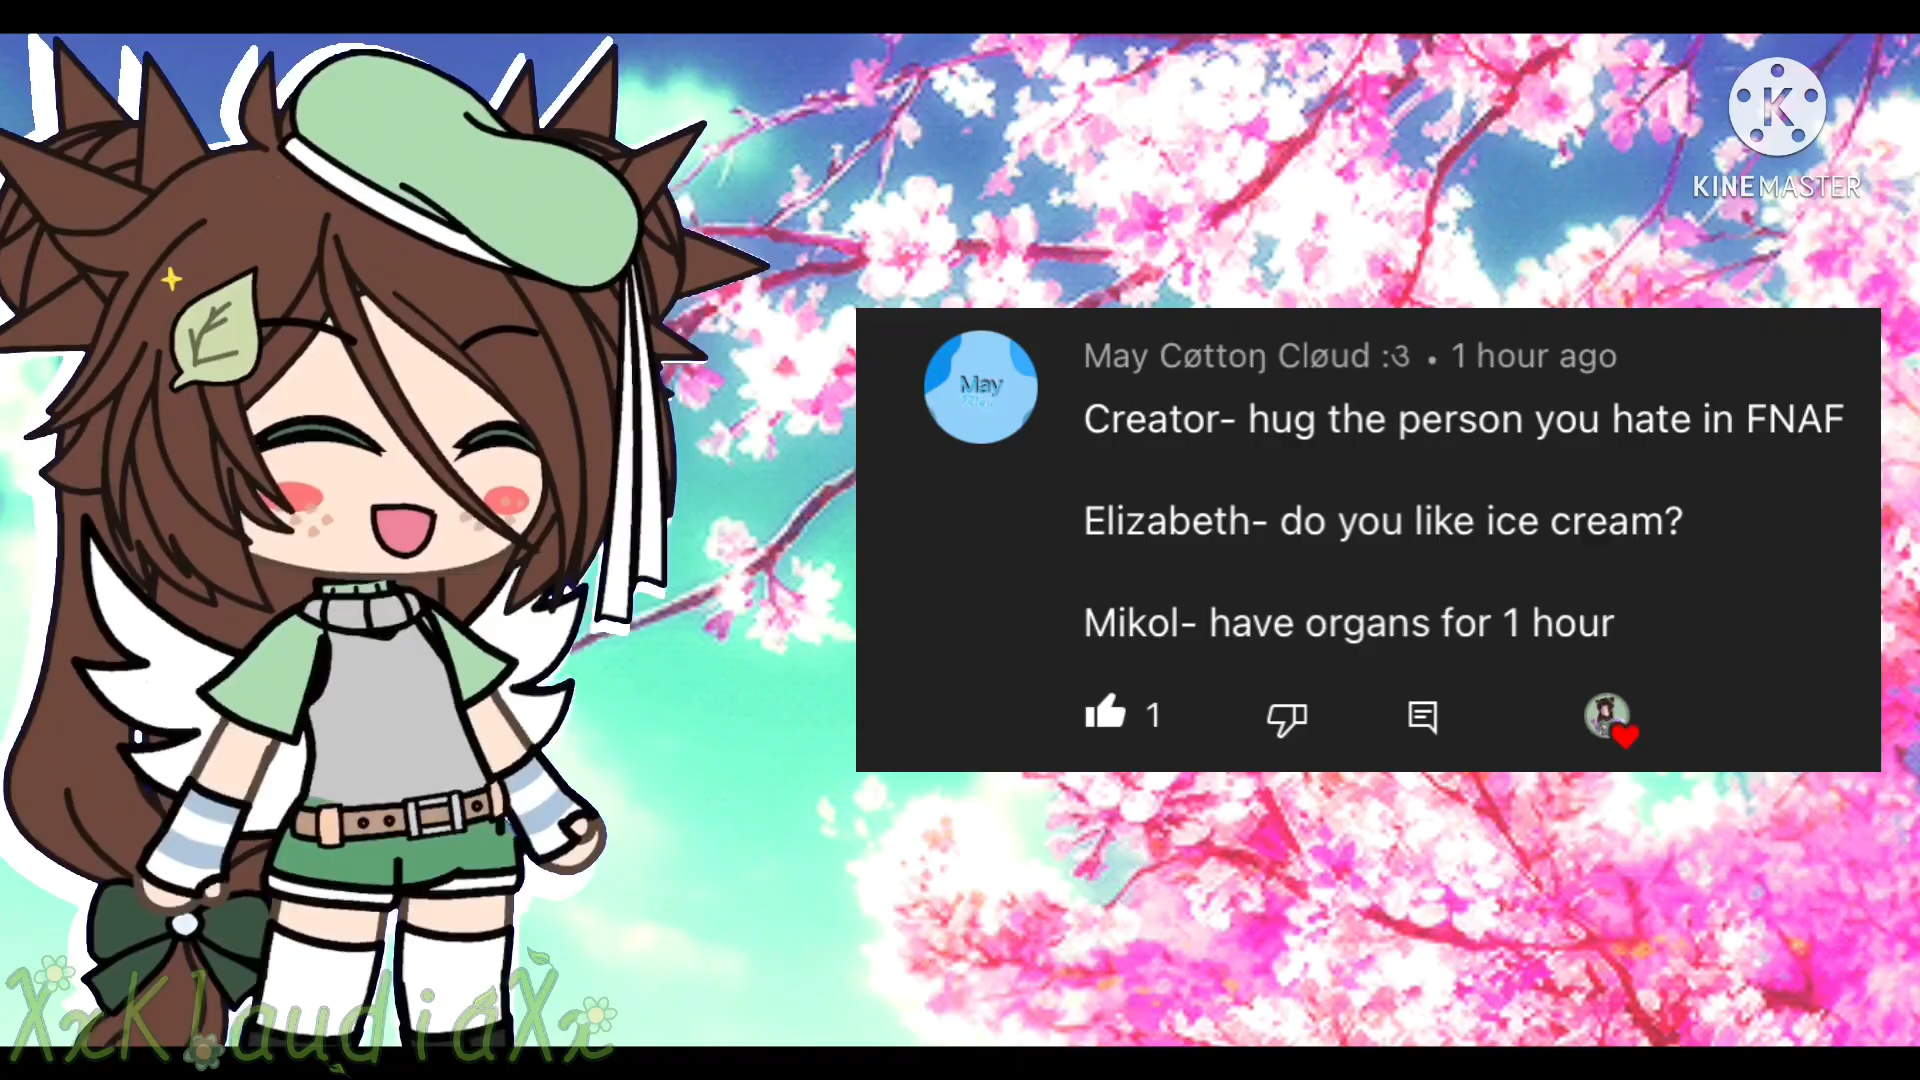 K
KINEMASTER
May
May Cøttoŋ Cløud :3 • 1 hour ago
Creator- hug the person you hate in FNAF
Elizabeth- do you like ice cream?
Mikol- have organs for 1 hour
1
XxKlaudiaXx